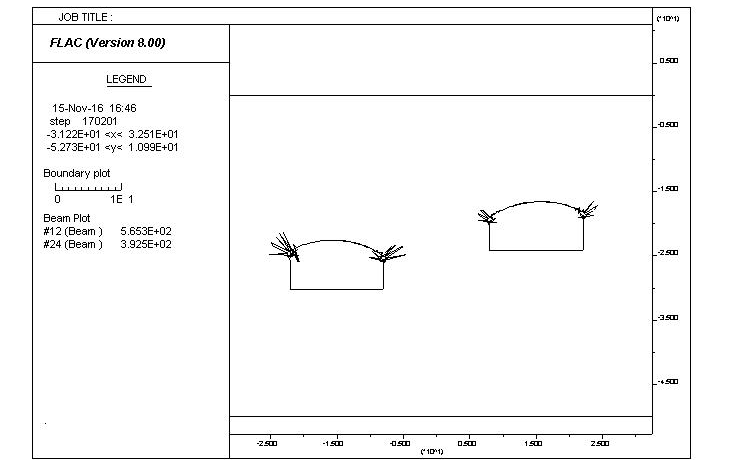 JOB TITLE :
FLAC (Version 8.00)
LEGEND
15-Nov-16 16:46
step 170201
-3.122E+01 <x< 3.251E+01
-5.273E+01 <y< 1.099E+01
Boundary plot
0 1E 1
Beam Plot
#12 (Beam ) 5.653E+02
#24 (Beam ) 3.925E+02
(*10^1)
0.500
-0.500
-1.500
-2.500
-3.500
-4.500
-2.500 -1.500 -0.500 0.500 1.500 2.500
(*10^1)